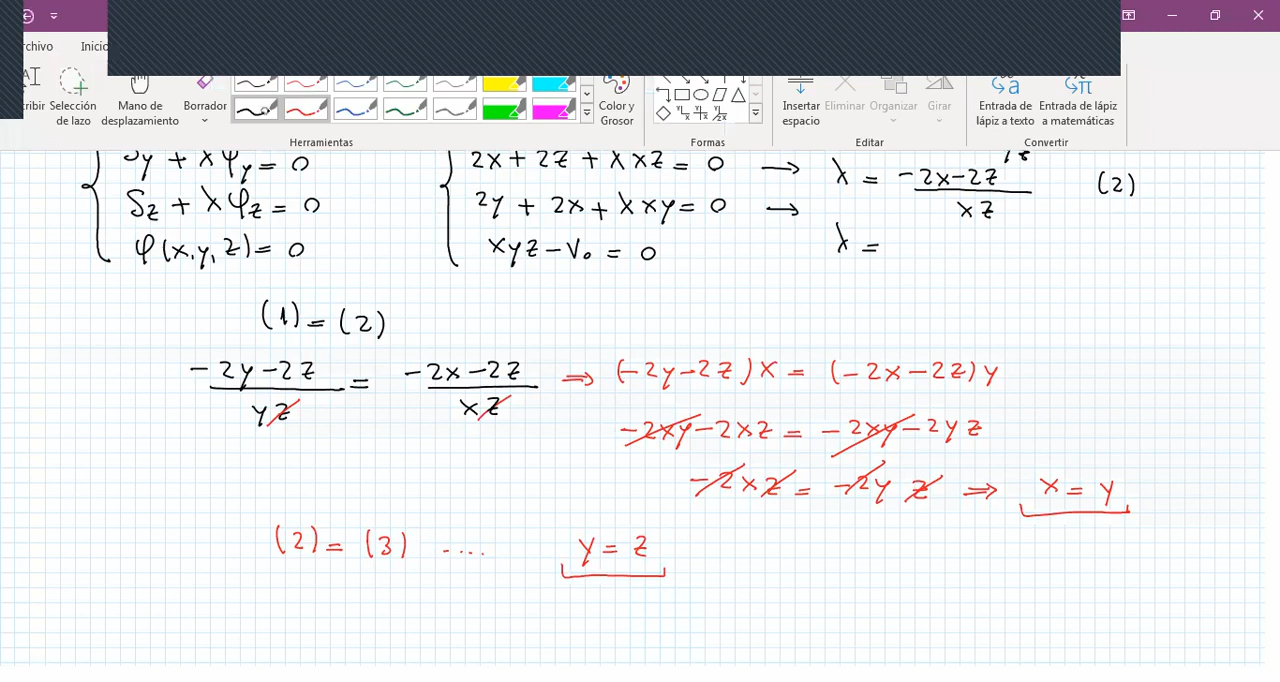 Inicio
Selección de lazo
Mano de desplazamiento
Borrador
Color y Grosor
Insertar espacio
Eliminar
Organizar
Girar
Entrada de lápiz a texto
Entrada de lápiz a matemáticas
Herramientas
Formas
Editar
Convertir
Sy + λφy = 0
2x + 2z + λxz = 0 → λ = (-2x-2z)/(xz) (2)
Sz + λφz = 0
2y + 2x + λxy = 0 →
φ(x,y,z) = 0
xyz - V₀ = 0
λ =
(1) = (2)
(-2y-2z)/(yz) = (-2x-2z)/(xz) ⇒ (-2y-2z)x = (-2x-2z)y
-2xy-2xz = -2xy-2yz
-2xz = -2yz ⇒ x = y
(2) = (3) .... y = z